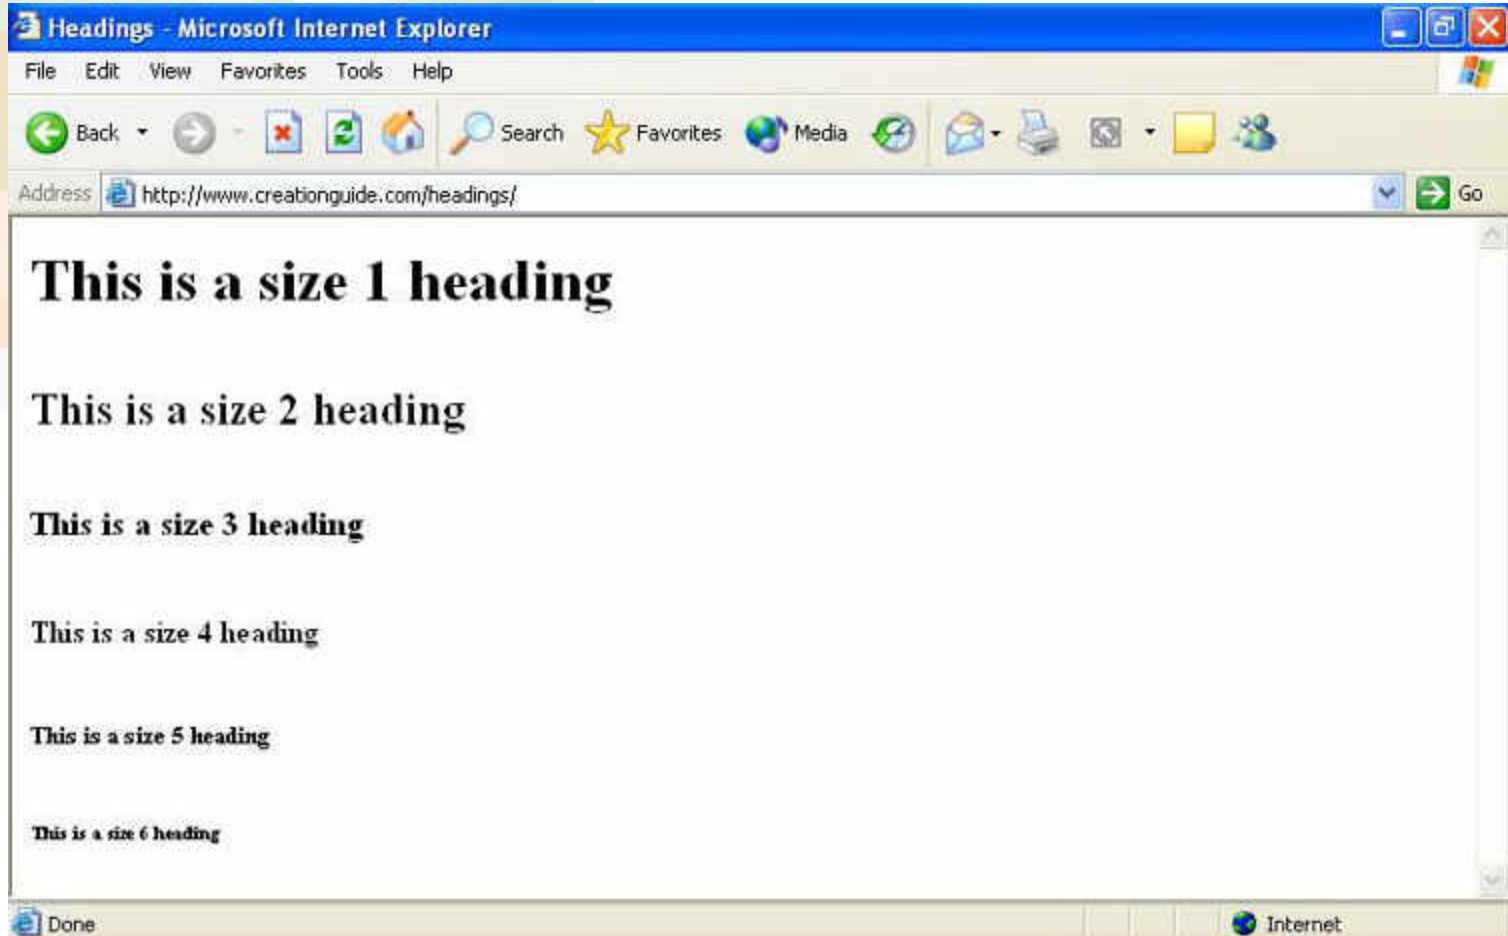 Headings - Microsoft Internet Explorer
File Edit View Favorites Tools Help
Back Search Favorites Media
Address http://www.creationguide.com/headings/ Go
This is a size 1 heading
This is a size 2 heading
This is a size 3 heading
This is a size 4 heading
This is a size 5 heading
This is a size 6 heading
Done Internet